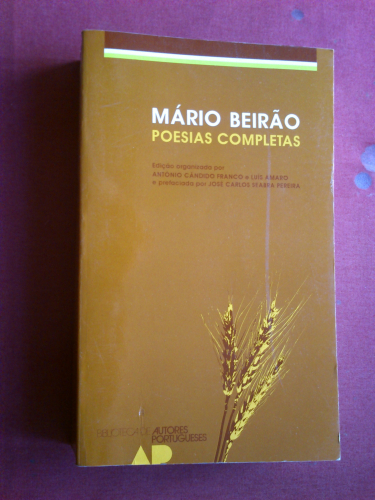 MÁRIO BEIRÃO
POESIAS COMPLETAS
Edição organizada por
ANTÓNIO CÂNDIDO FRANCO e LUÍS AMARO
e prefaciada por JOSÉ CARLOS SEABRA PEREIRA
BIBLIOTECA DE AUTORES
PORTUGUESES
AP